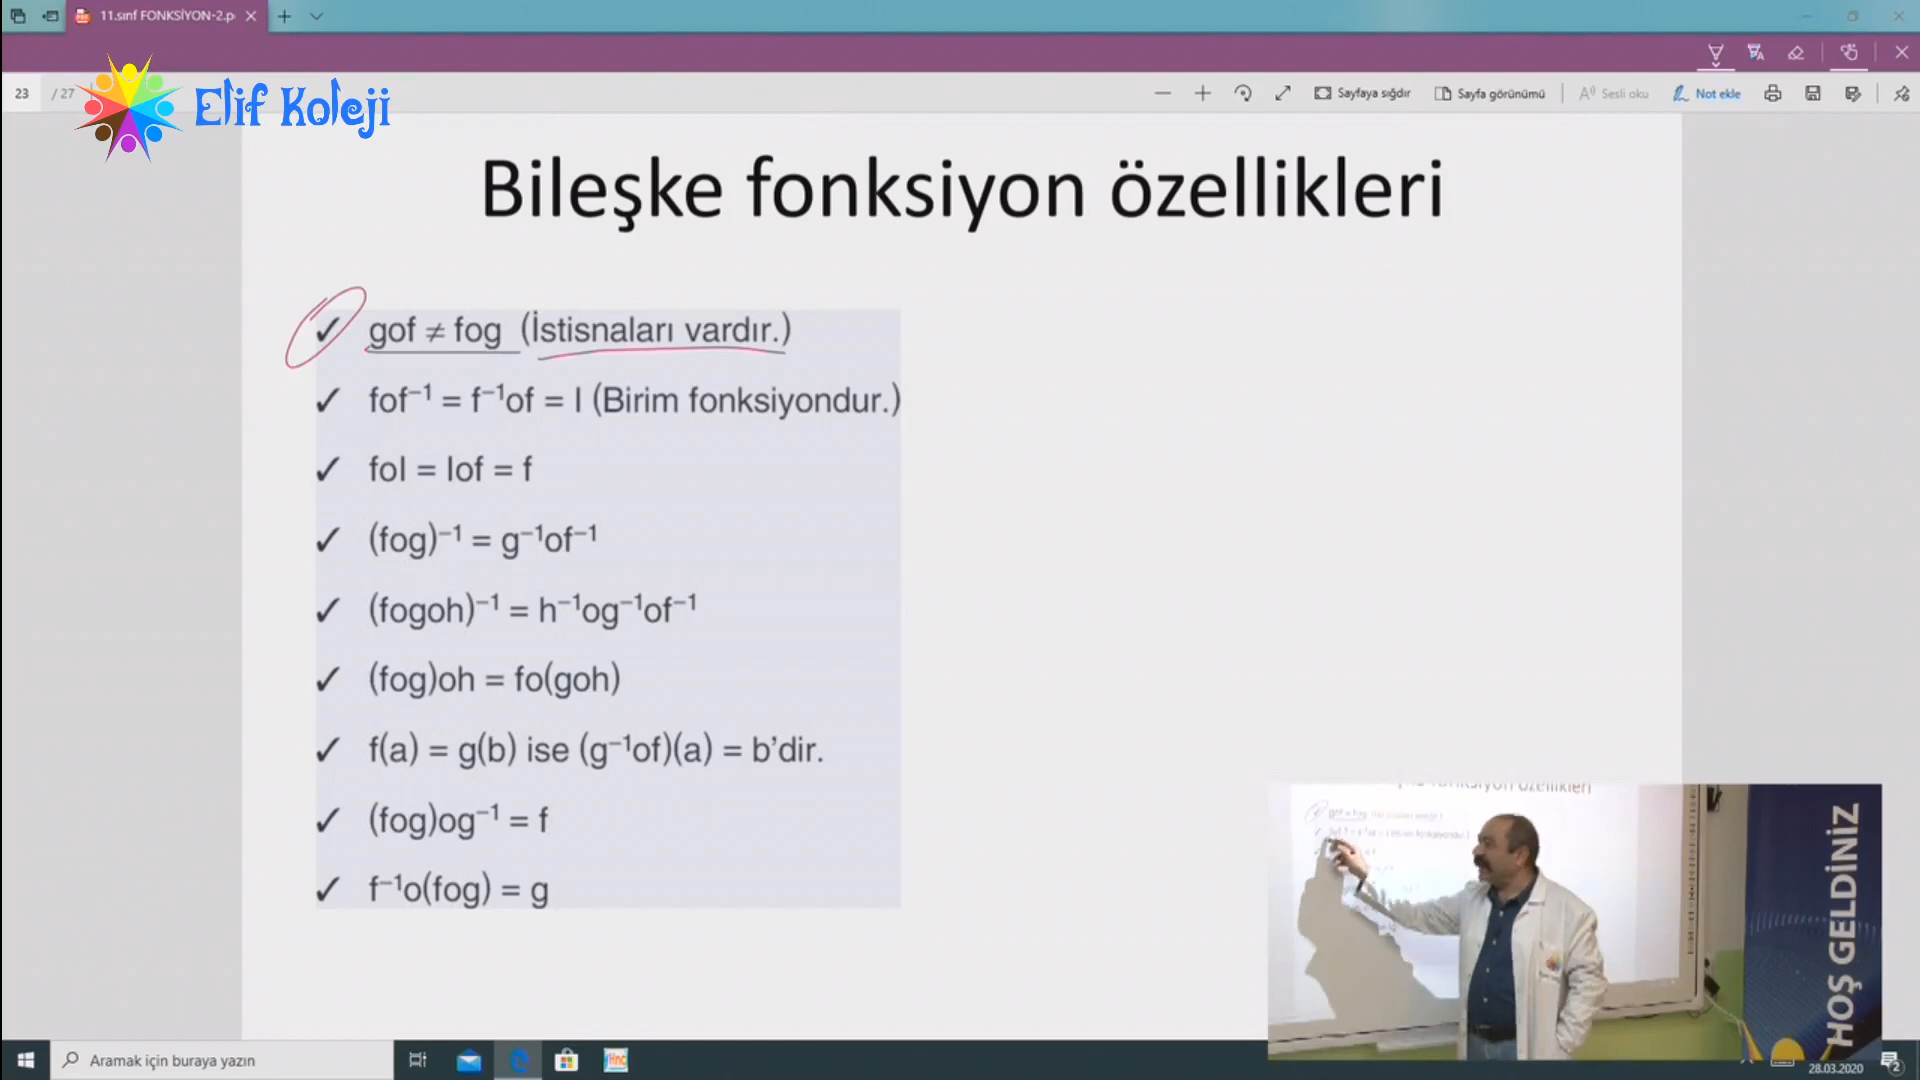 11.sınf FONKSİYON-2.p
23 / 27
Elif Koleji
Sayfaya sığdır
Sayfa görünümü
Sesli oku
Not ekle
Bileşke fonksiyon özellikleri
✓ gof ≠ fog (İstisnaları vardır.)
✓ fof⁻¹ = f⁻¹of = I (Birim fonksiyondur.)
✓ foI = Iof = f
✓ (fog)⁻¹ = g⁻¹of⁻¹
✓ (fogoh)⁻¹ = h⁻¹og⁻¹of⁻¹
✓ (fog)oh = fo(goh)
✓ f(a) = g(b) ise (g⁻¹of)(a) = b’dir.
✓ (fog)og⁻¹ = f
✓ f⁻¹o(fog) = g
HOŞ GELDİNİZ
Aramak için buraya yazın
28.03.2020
2